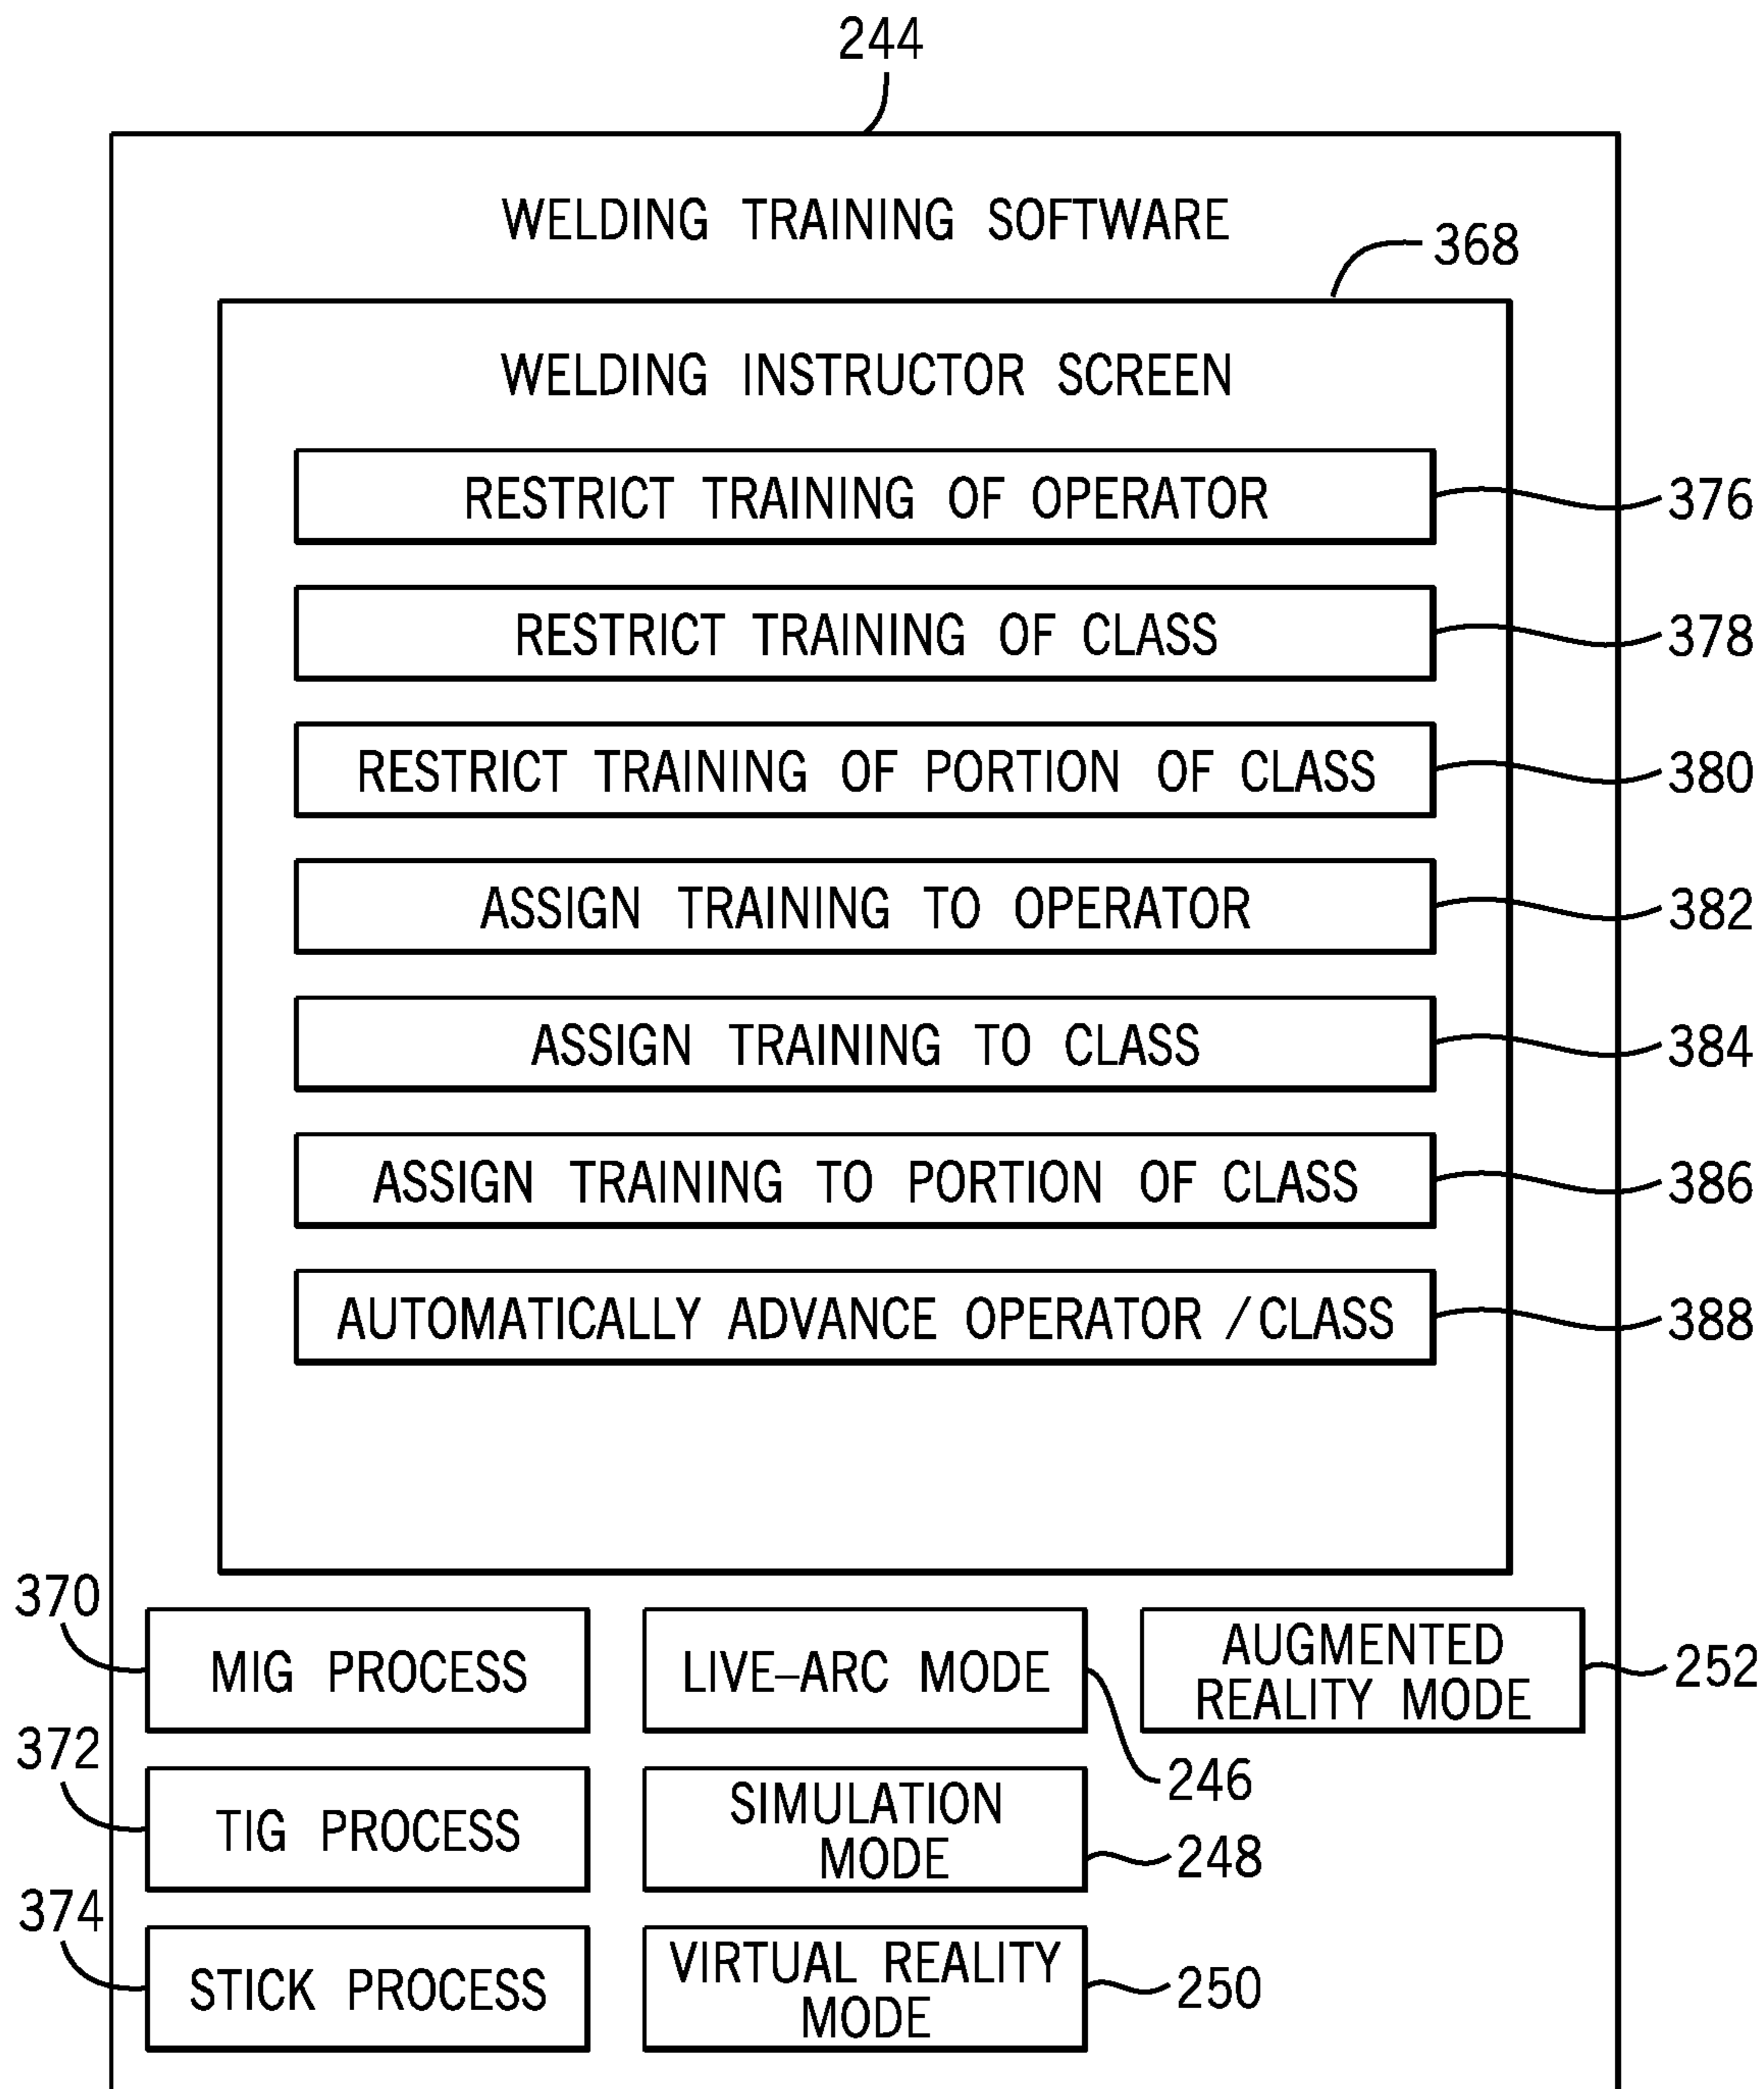 244
WELDING TRAINING SOFTWARE
368
WELDING INSTRUCTOR SCREEN
RESTRICT TRAINING OF OPERATOR
376
RESTRICT TRAINING OF CLASS
378
RESTRICT TRAINING OF PORTION OF CLASS
380
ASSIGN TRAINING TO OPERATOR
382
ASSIGN TRAINING TO CLASS
384
ASSIGN TRAINING TO PORTION OF CLASS
386
AUTOMATICALLY ADVANCE OPERATOR / CLASS
388
370
MIG PROCESS
LIVE–ARC MODE
246
AUGMENTED
REALITY MODE
252
372
TIG PROCESS
SIMULATION
MODE
248
374
STICK PROCESS
VIRTUAL REALITY
MODE
250